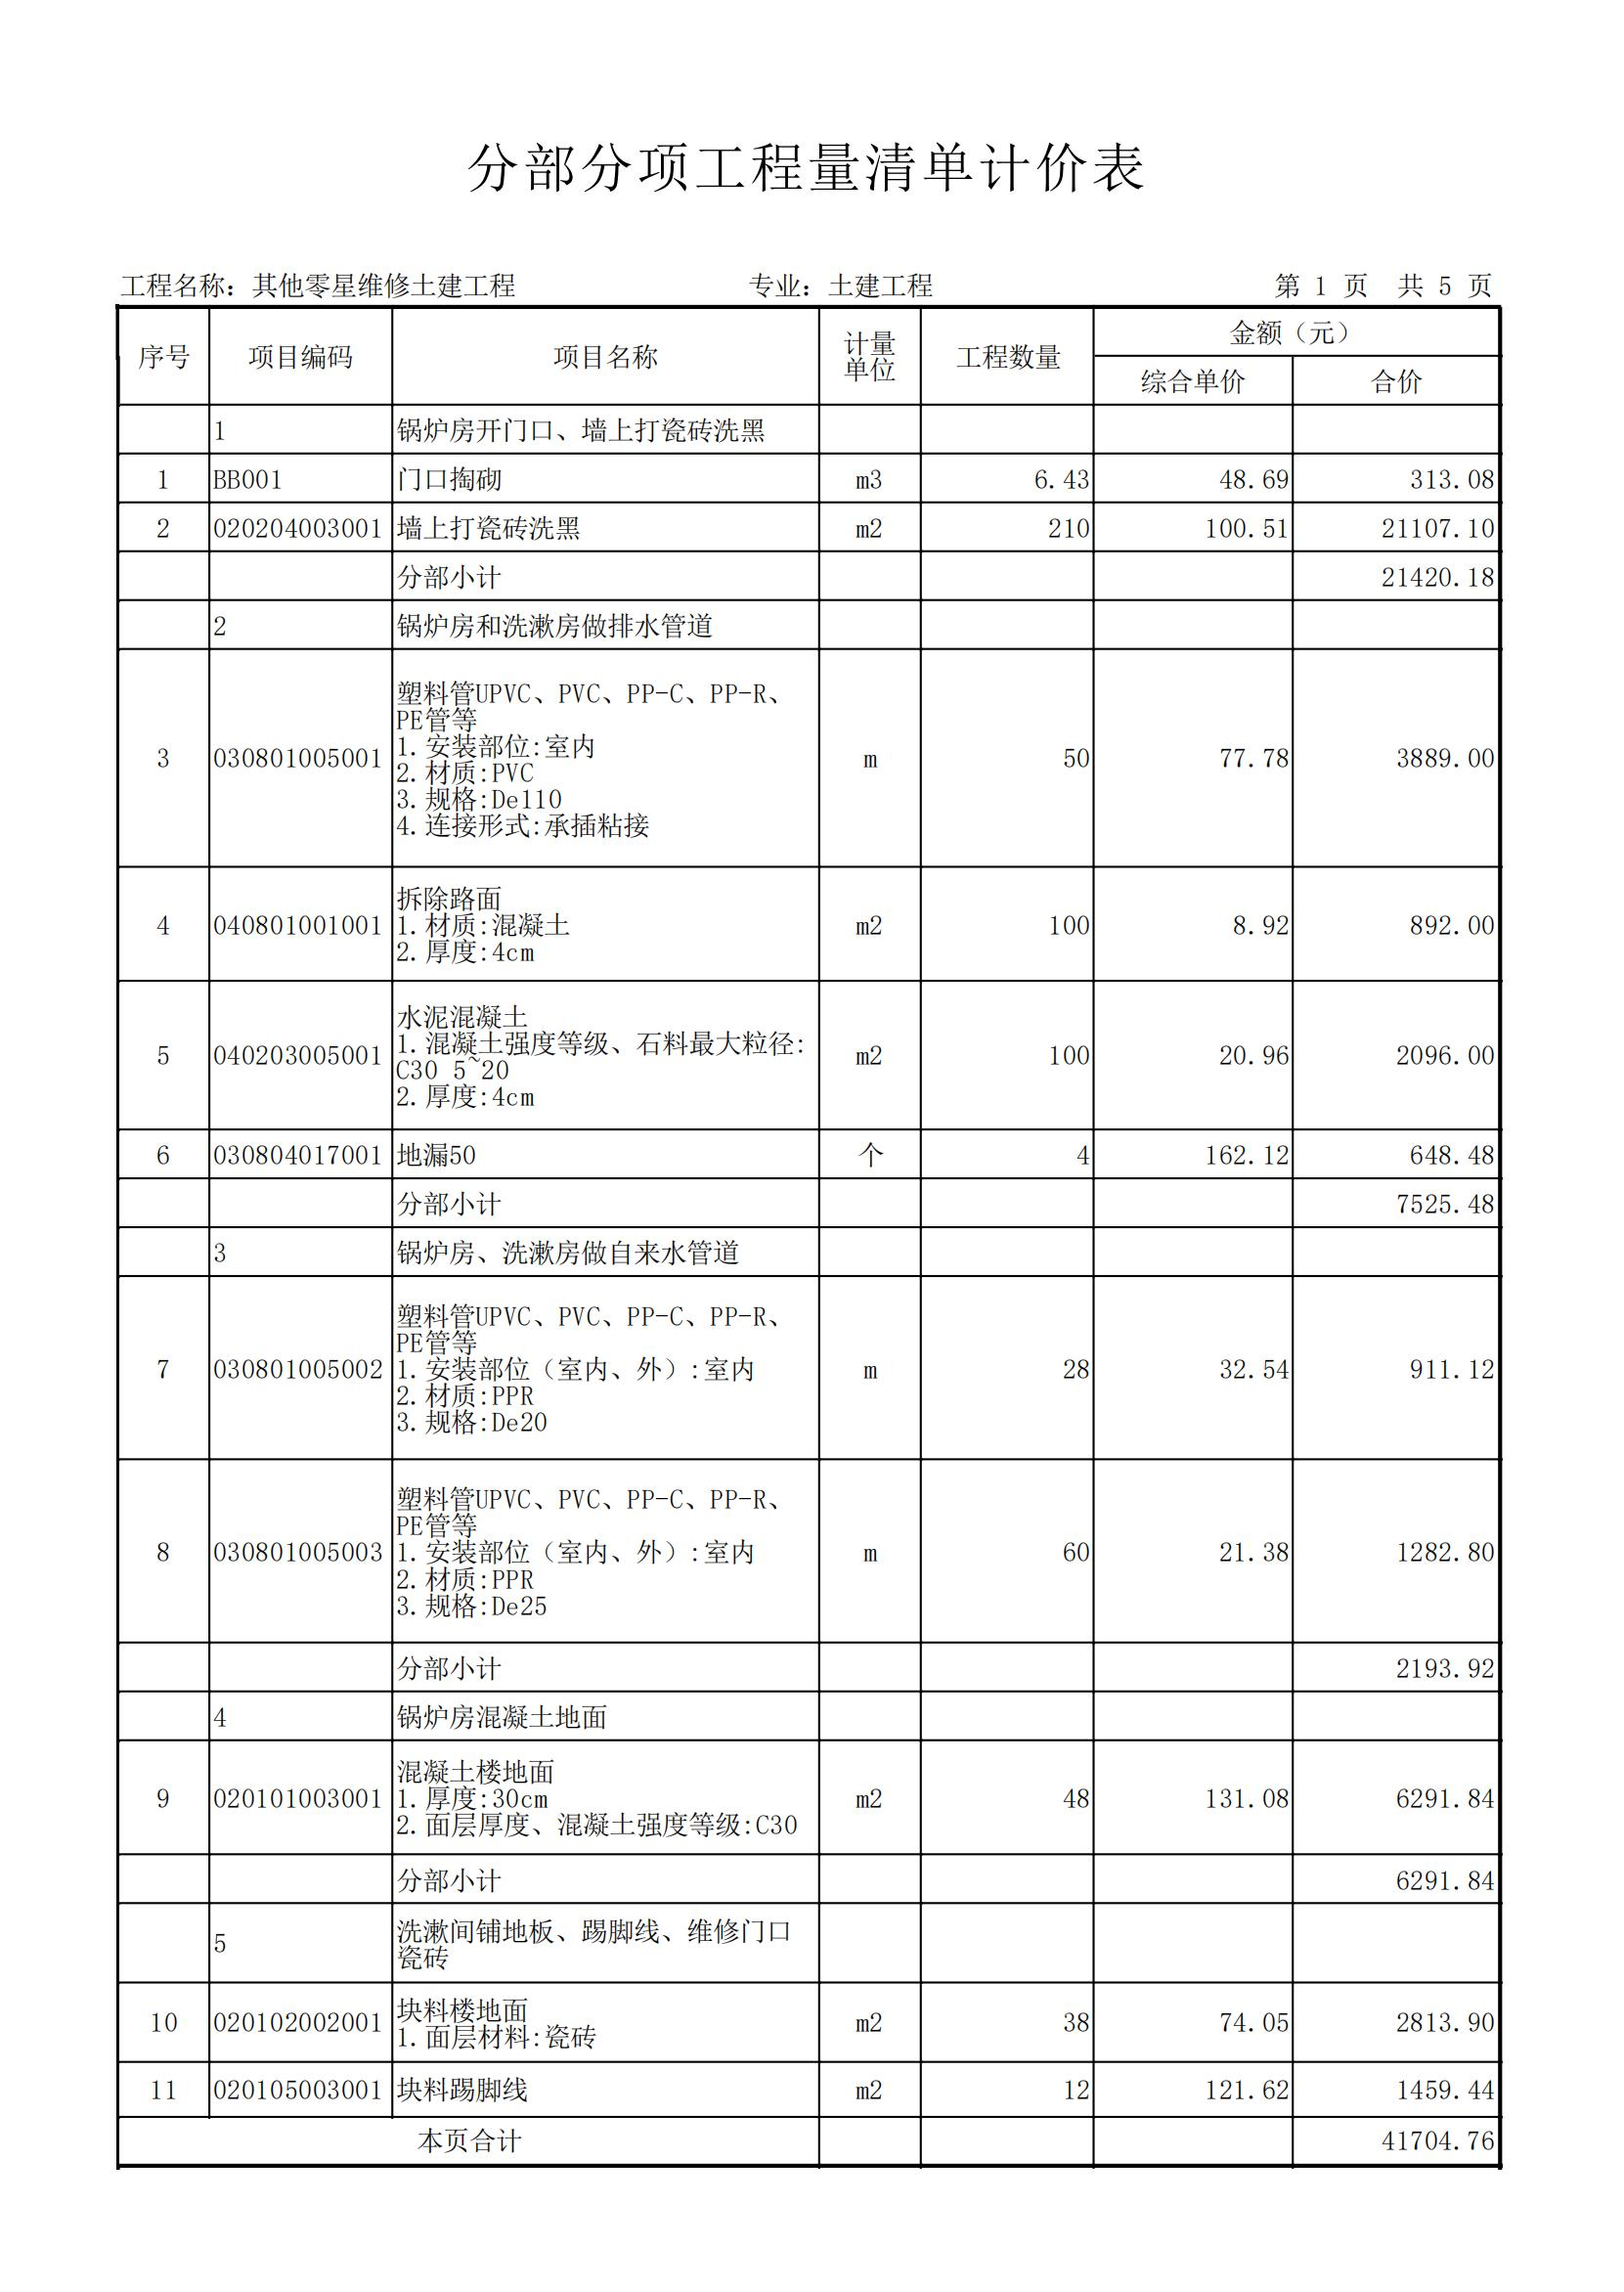 分部分项工程量清单计价表
工程名称：其他零星维修土建工程 专业：土建工程 第 1 页 共 5 页
序号 项目编码 项目名称 计量单位 工程数量 金额（元）
综合单价 合价
1 锅炉房开门口、墙上打瓷砖洗黑
1 BB001 门口掏砌 m3 6.43 48.69 313.08
2 020204003001 墙上打瓷砖洗黑 m2 210 100.51 21107.10
分部小计 21420.18
2 锅炉房和洗漱房做排水管道
3 030801005001 塑料管UPVC、PVC、PP-C、PP-R、
PE管等
1.安装部位:室内
2.材质:PVC
3.规格:De110
4.连接形式:承插粘接
m 50 77.78 3889.00
4 040801001001 拆除路面
1.材质:混凝土
2.厚度:4cm
m2 100 8.92 892.00
5 040203005001 水泥混凝土
1.混凝土强度等级、石料最大粒径:
C30 5~20
2.厚度:4cm
m2 100 20.96 2096.00
6 030804017001 地漏50 个 4 162.12 648.48
分部小计 7525.48
3 锅炉房、洗漱房做自来水管道
7 030801005002 塑料管UPVC、PVC、PP-C、PP-R、
PE管等
1.安装部位（室内、外）:室内
2.材质:PPR
3.规格:De20
m 28 32.54 911.12
8 030801005003 塑料管UPVC、PVC、PP-C、PP-R、
PE管等
1.安装部位（室内、外）:室内
2.材质:PPR
3.规格:De25
m 60 21.38 1282.80
分部小计 2193.92
4 锅炉房混凝土地面
9 020101003001 混凝土楼地面
1.厚度:30cm
2.面层厚度、混凝土强度等级:C30
m2 48 131.08 6291.84
分部小计 6291.84
5 洗漱间铺地板、踢脚线、维修门口
瓷砖
10 020102002001 块料楼地面
1.面层材料:瓷砖
m2 38 74.05 2813.90
11 020105003001 块料踢脚线 m2 12 121.62 1459.44
本页合计 41704.76